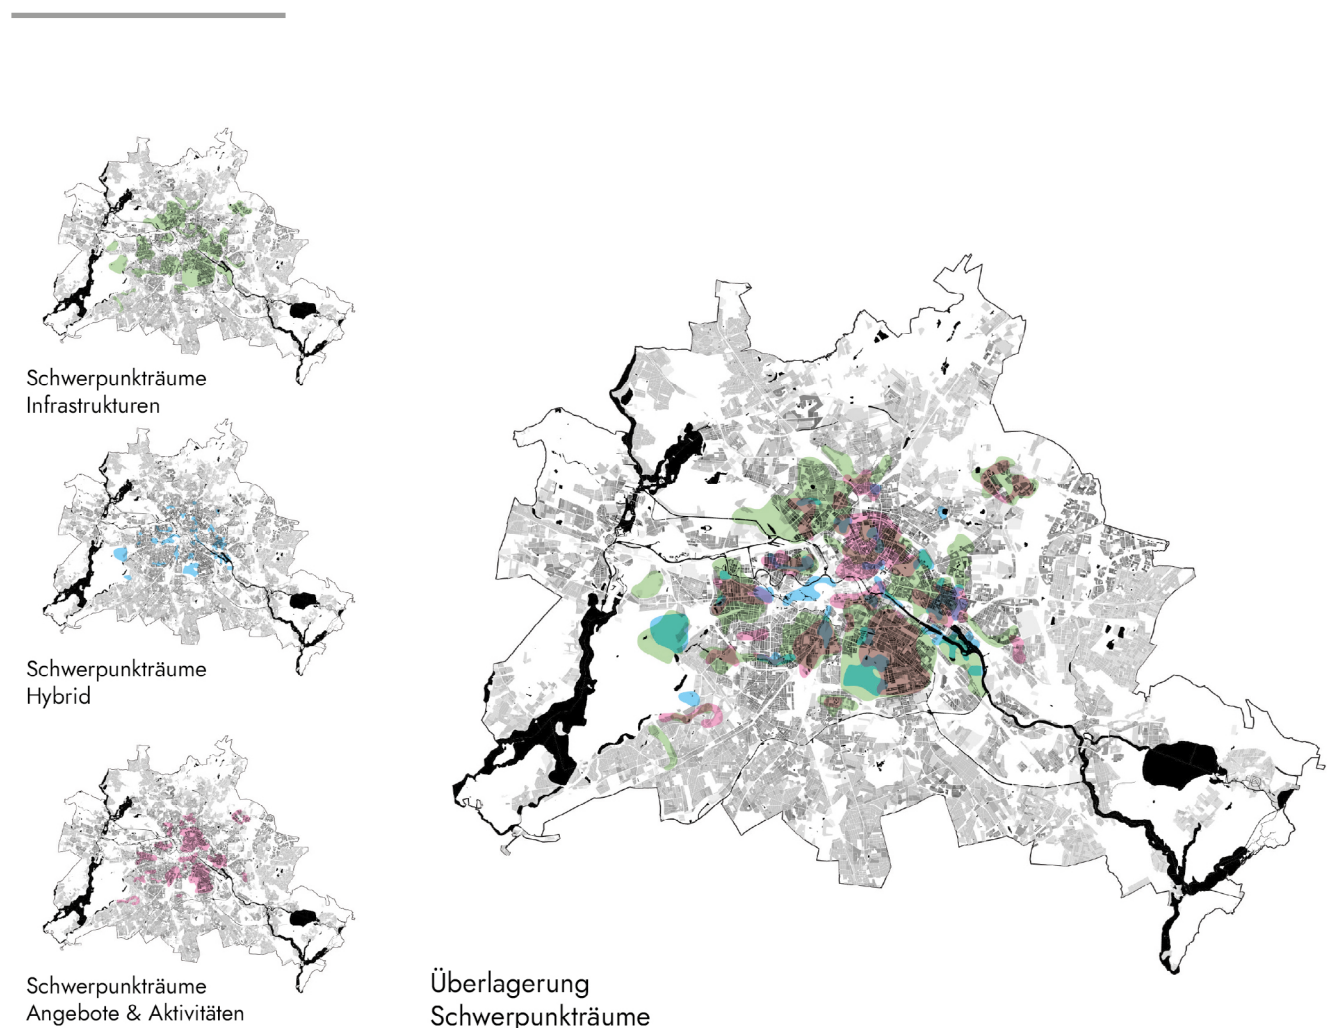 Schwerpunkträume
Infrastrukturen
Schwerpunkträume
Hybrid
Schwerpunkträume
Angebote & Aktivitäten
Überlagerung
Schwerpunkträume